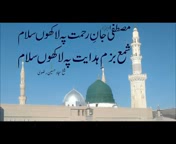 مصطفیٰ جانِ رحمت پہ لاکھوں سلام
شمعِ بزمِ ہدایت پہ لاکھوں سلام